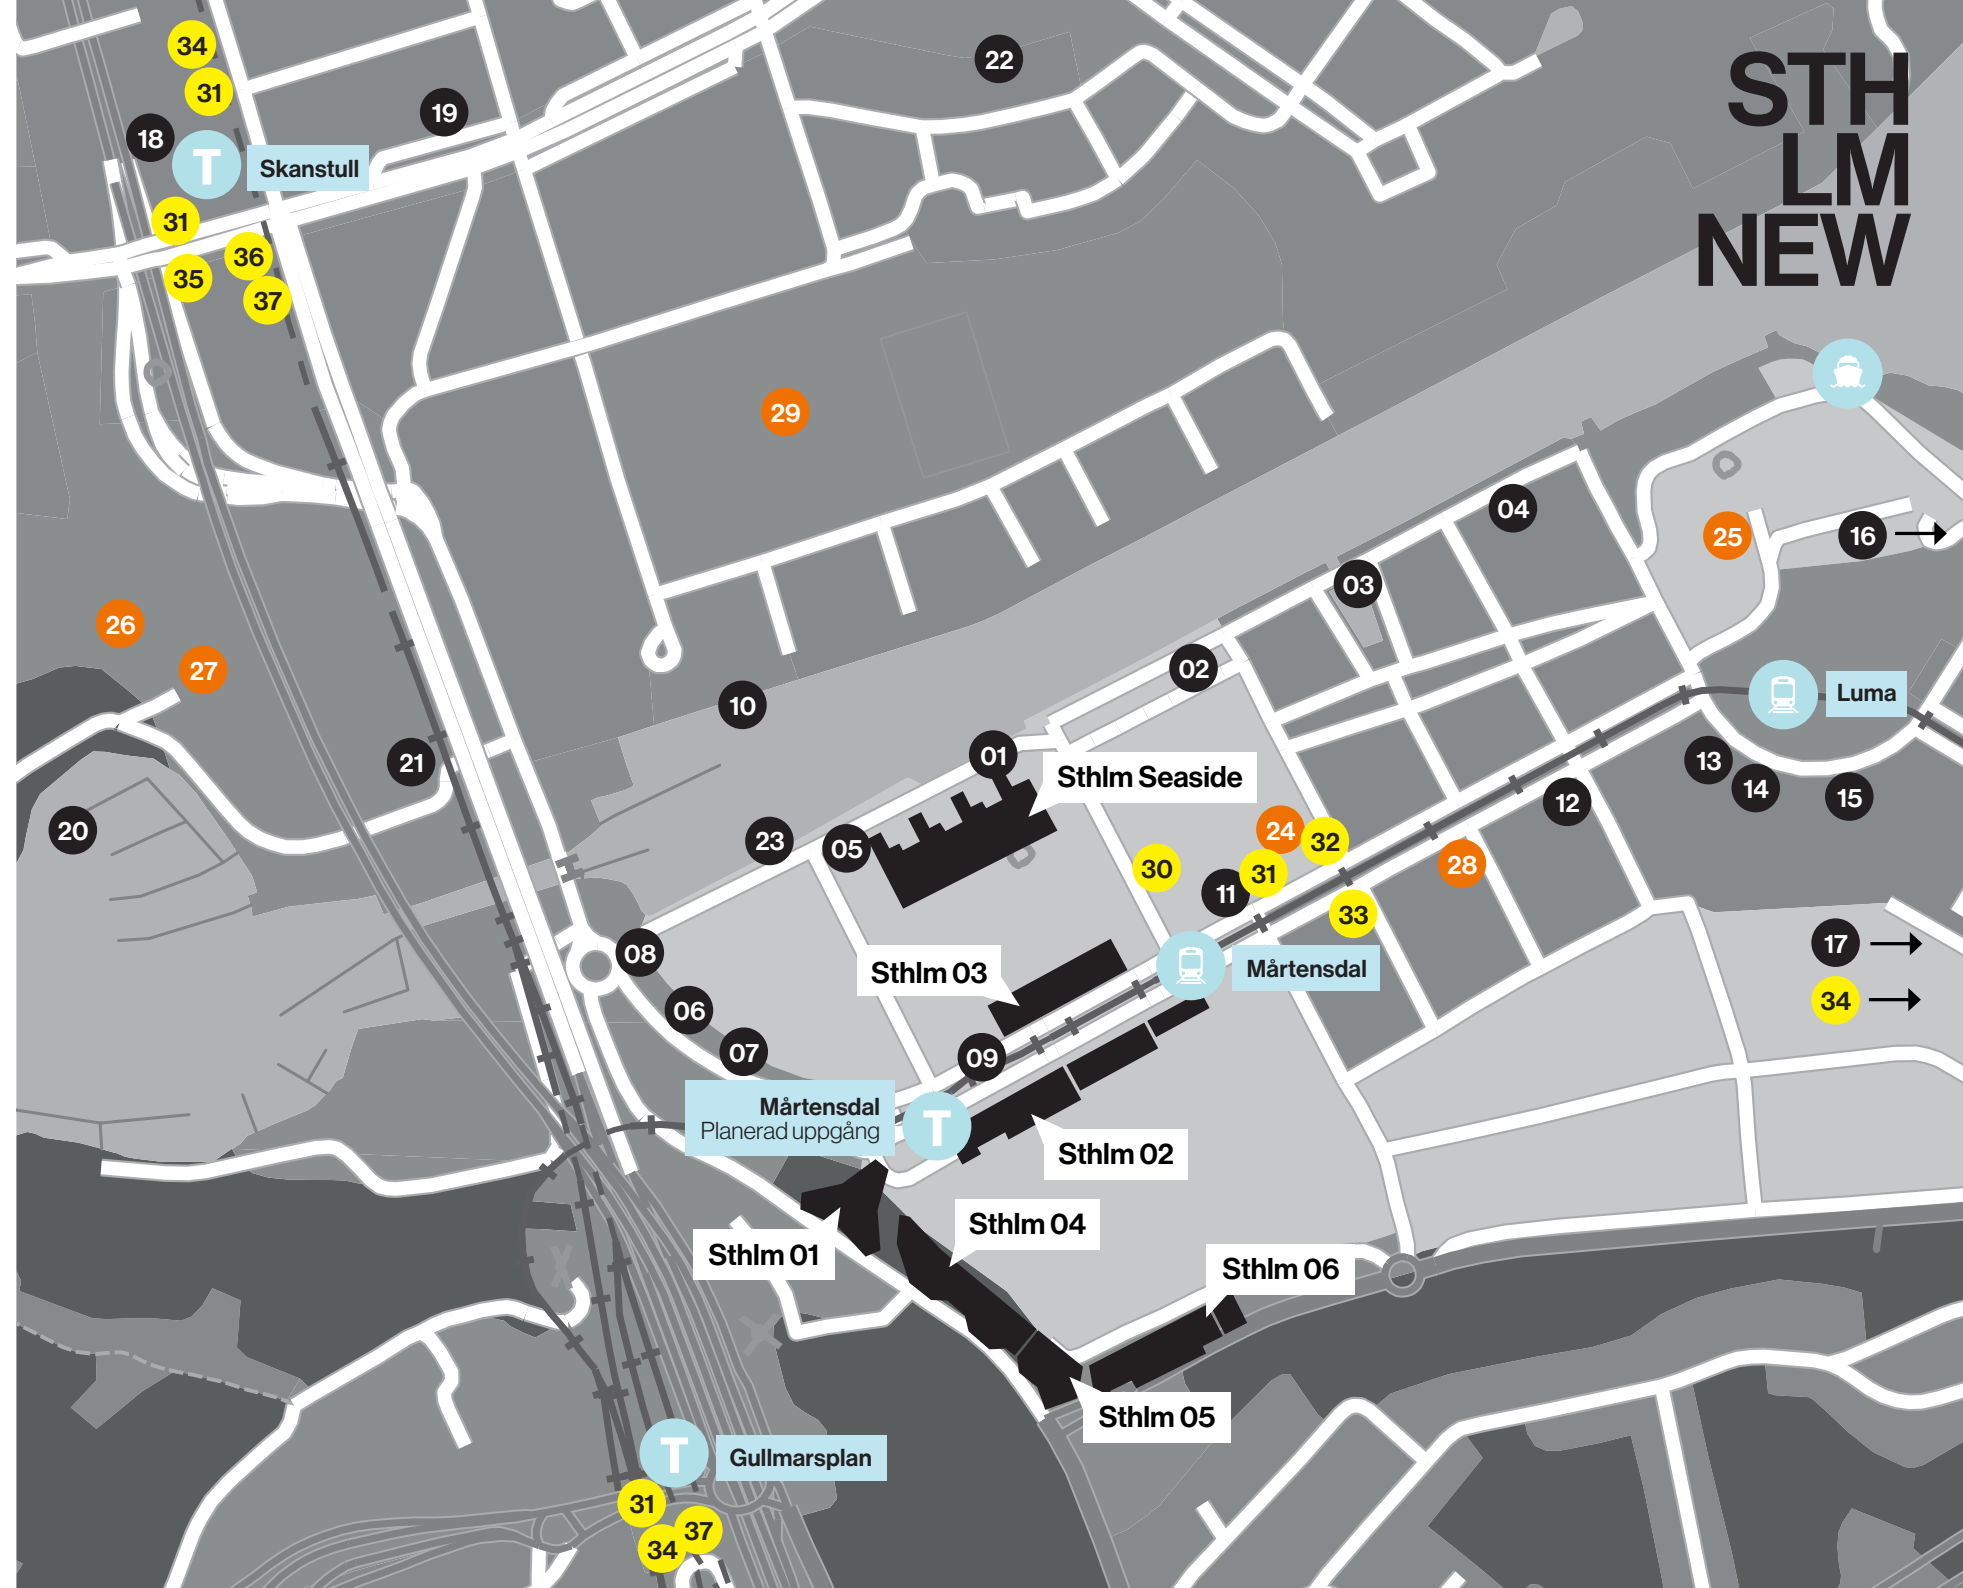 STH
LM
NEW
34
31
18
T
Skanstull
31
36
35
37
19
22
29
04
25
16
03
26
27
02
Luma
10
21
01
Sthlm Seaside
13
14
15
12
20
23
05
24
32
30
31
11
28
33
08
Sthlm 03
Mårtensdal
17
34
06
07
09
Mårtensdal
Planerad uppgång
T
Sthlm 02
Sthlm 04
Sthlm 01
Sthlm 06
Sthlm 05
T
Gullmarsplan
31
37
34